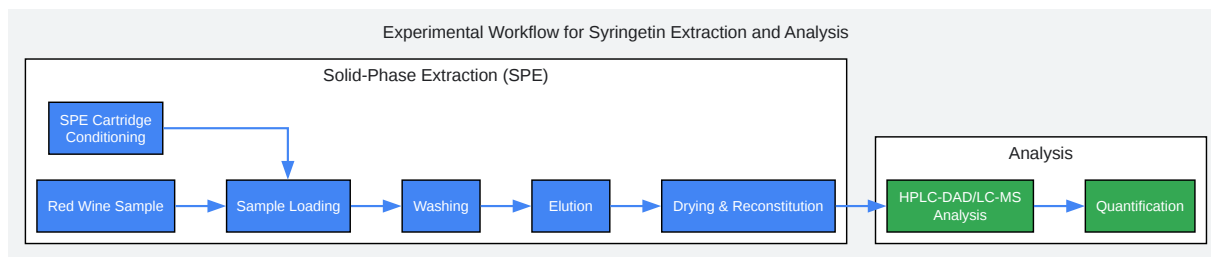 Experimental Workflow for Syringetin Extraction and Analysis
Solid-Phase Extraction (SPE)
SPE Cartridge
Conditioning
Red Wine Sample
Sample Loading
Washing
Elution
Drying & Reconstitution
Analysis
HPLC-DAD/LC-MS
Analysis
Quantification